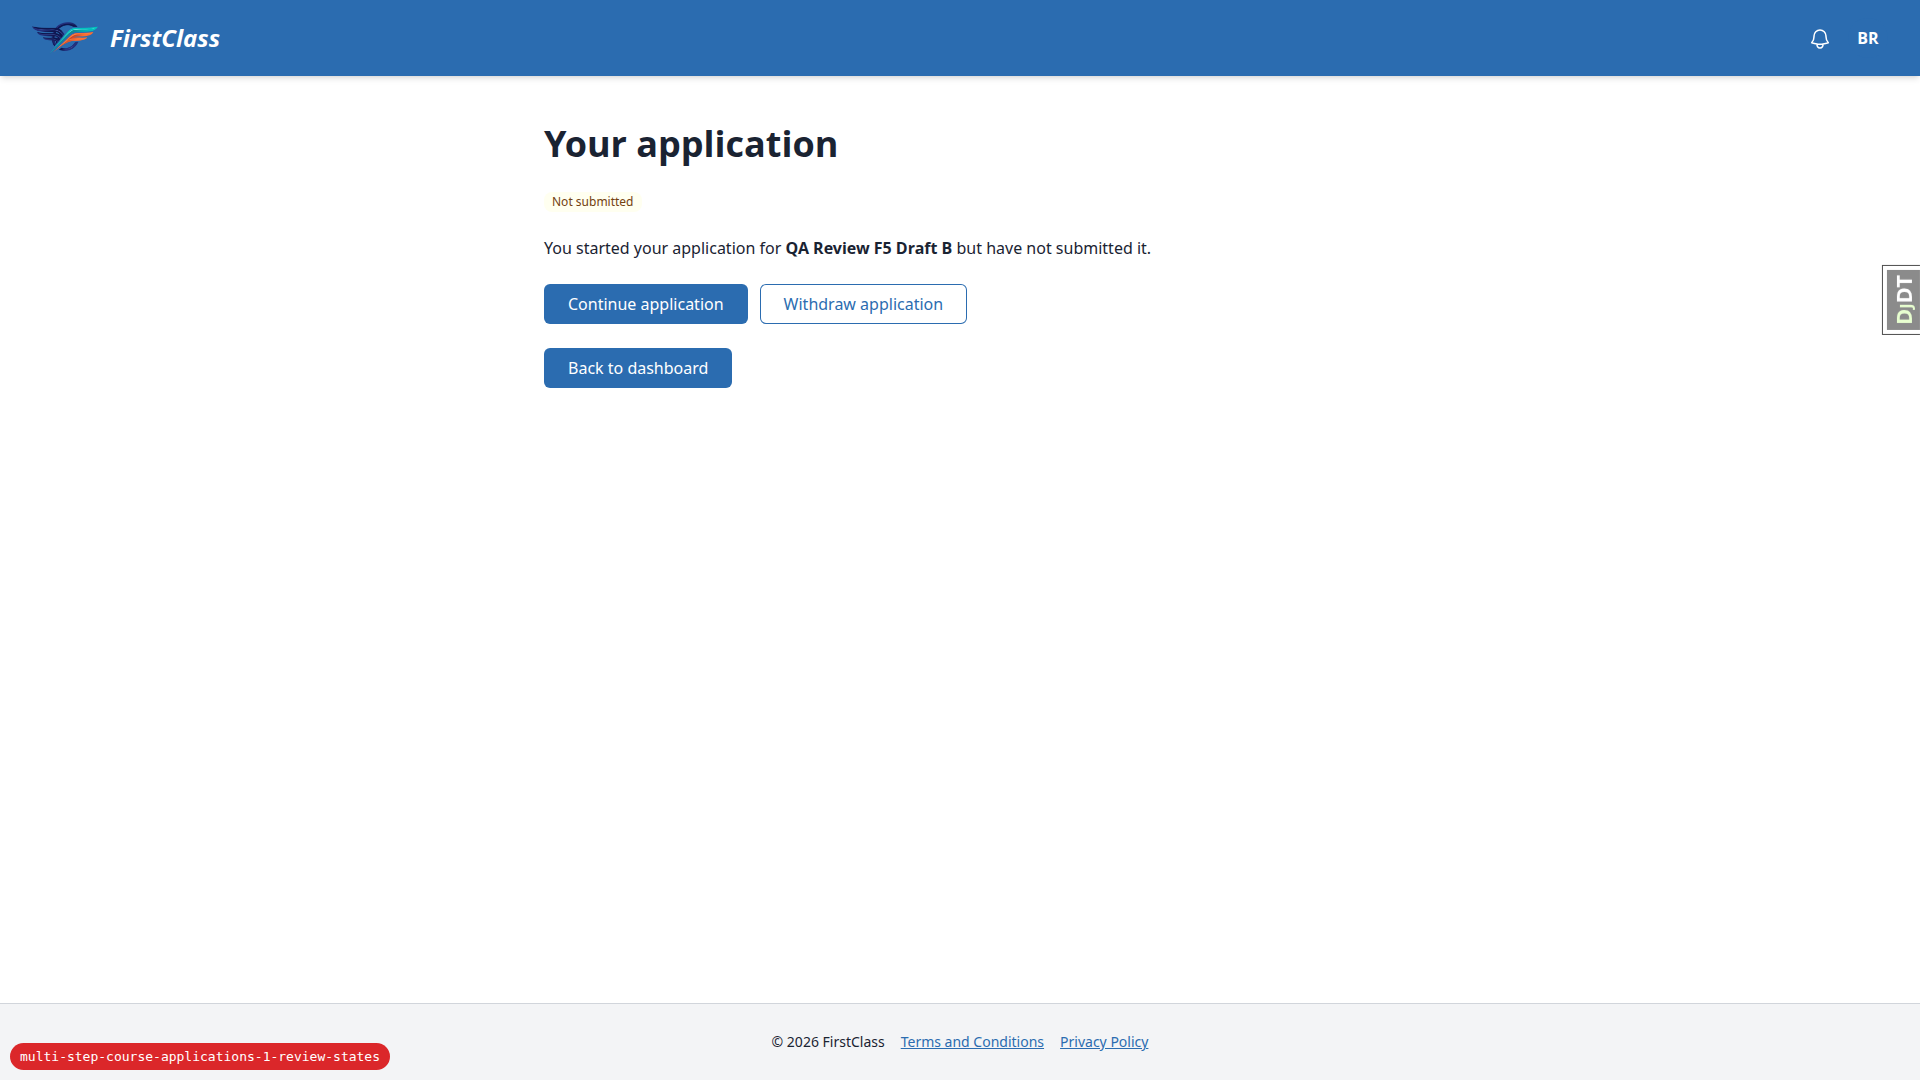 FirstClass
BR
Your application
Not submitted
You started your application for QA Review F5 Draft B but have not submitted it.
Continue application
Withdraw application
Back to dashboard
DJDT
© 2026 FirstClass
Terms and Conditions
Privacy Policy
multi-step-course-applications-1-review-states